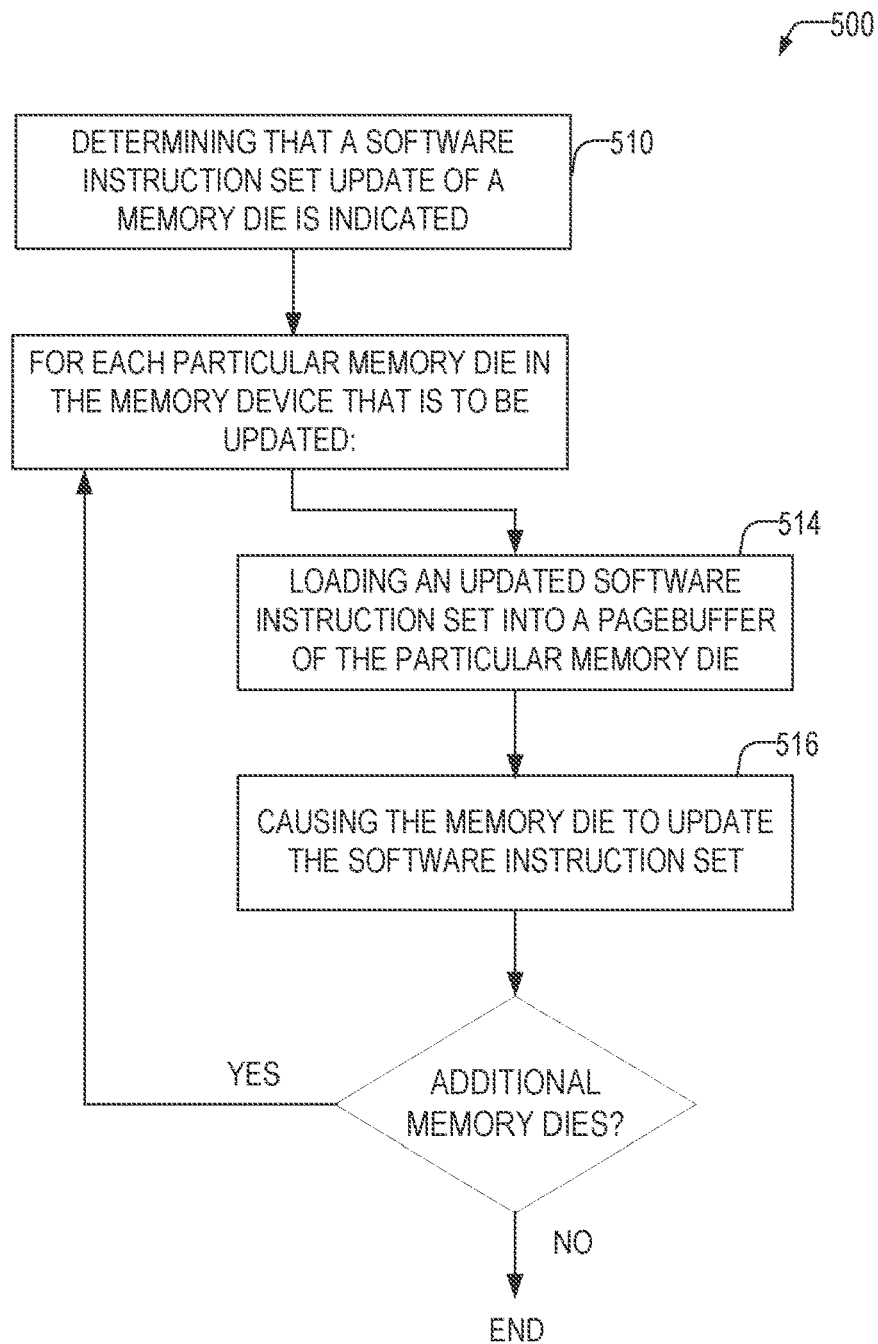 500
DETERMINING THAT A SOFTWARE
INSTRUCTION SET UPDATE OF A
MEMORY DIE IS INDICATED
510
FOR EACH PARTICULAR MEMORY DIE IN
THE MEMORY DEVICE THAT IS TO BE
UPDATED:
514
LOADING AN UPDATED SOFTWARE
INSTRUCTION SET INTO A PAGEBUFFER
OF THE PARTICULAR MEMORY DIE
516
CAUSING THE MEMORY DIE TO UPDATE
THE SOFTWARE INSTRUCTION SET
YES
ADDITIONAL
MEMORY DIES?
NO
END